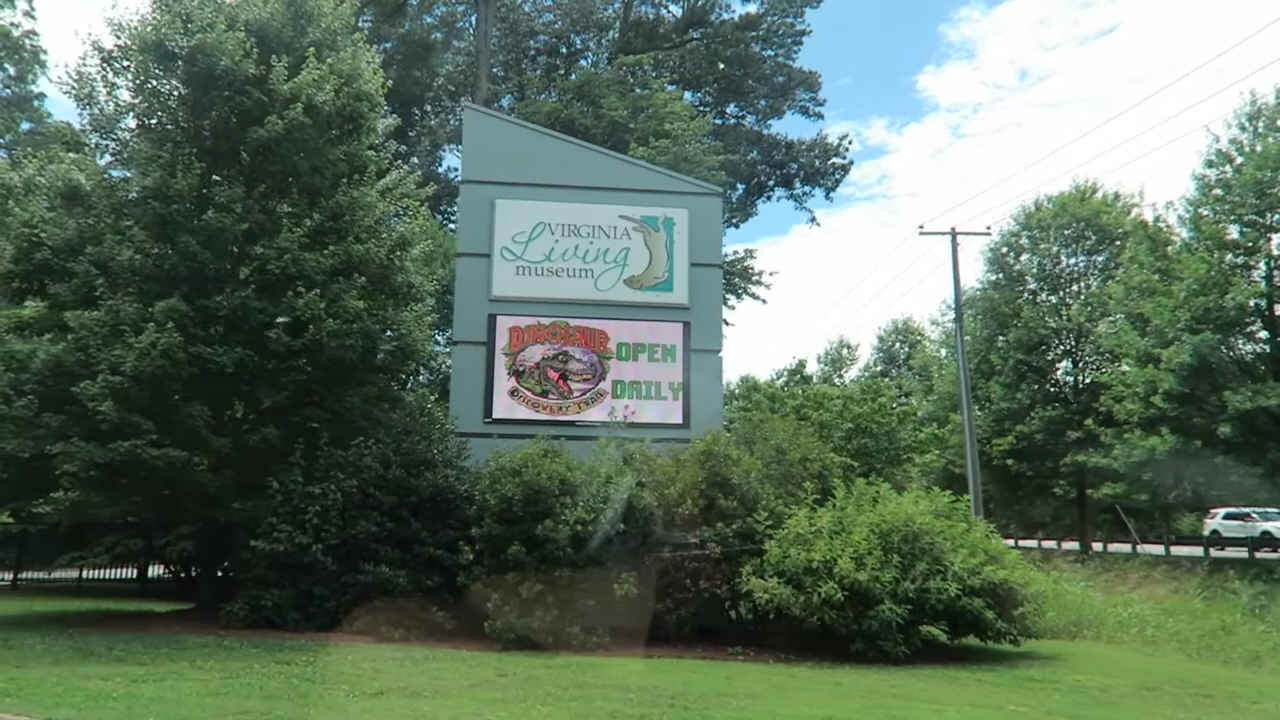 VIRGINIA
Living
museum
DINOSAUR
OPEN
DISCOVERY TRAIL
DAILY